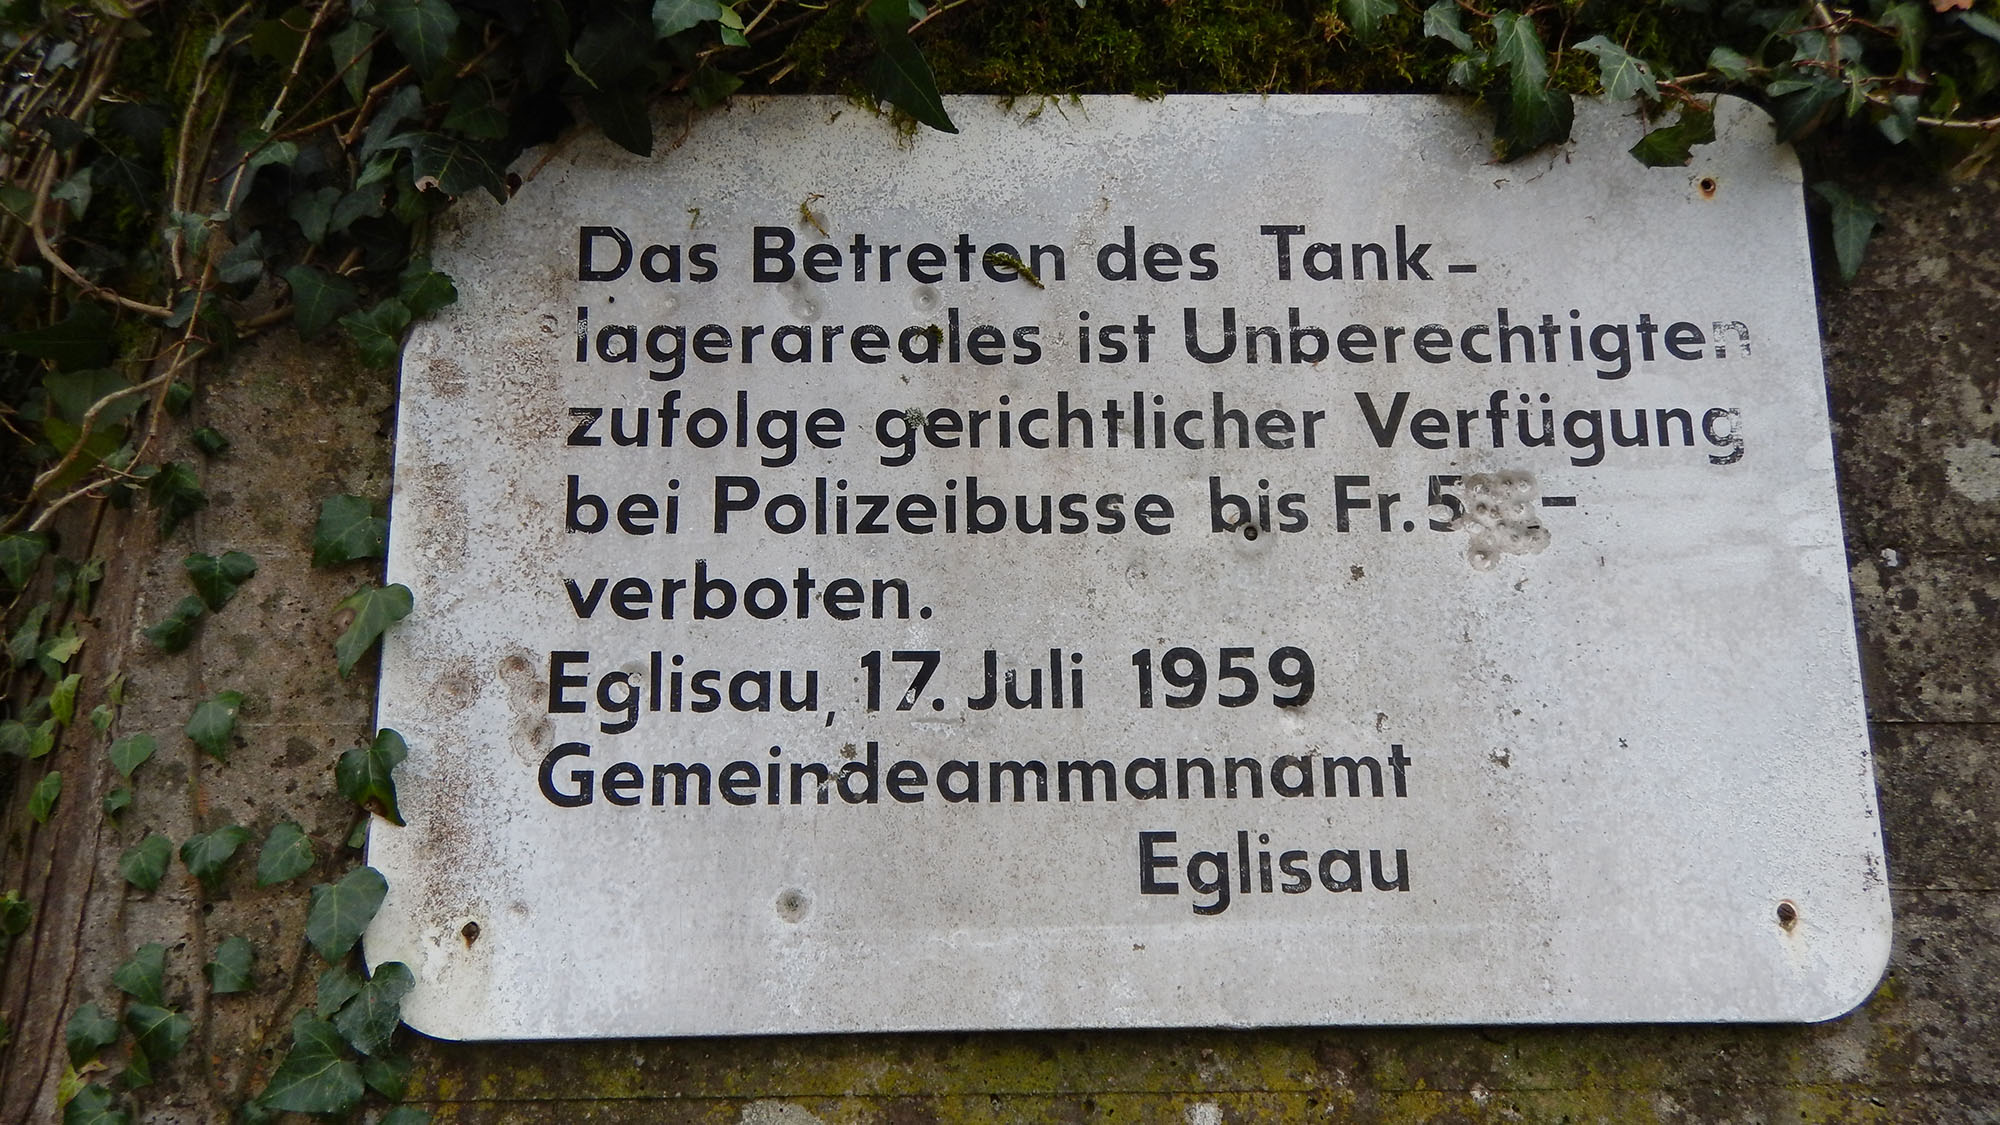 Das Betreten des Tank-
lagerareales ist Unberechtigten
zufolge gerichtlicher Verfügung
bei Polizeibusse bis Fr.
verboten.
Eglisau, 17. Juli 1959
Gemeindeammannamt
Eglisau